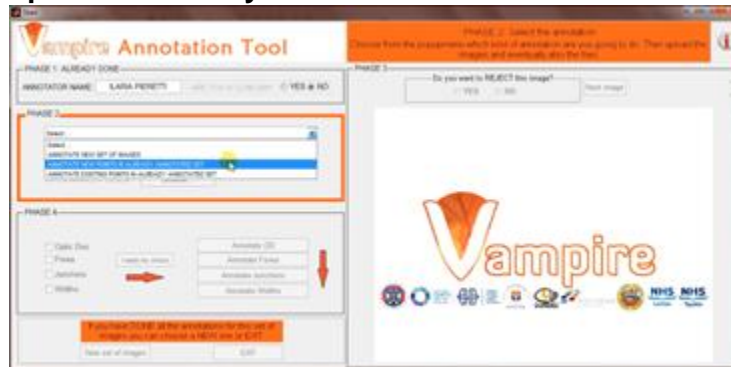 Vampire Annotation Tool
PHASE 2: Select the annotation
Choose from the popupmenu which kind of annotation are you going to do. Then upload the
images and eventually also the
PHASE 1: ALREADY DONE
ANNOTATOR NAME: ILARIA PIERETTI YES NO
PHASE 2
Select
Select
ANNOTATE NEW SET OF IMAGES
ANNOTATE NEW POINTS IN ALREADY ANNOTATED SET
ANNOTATE EXISTING POINTS IN ALREADY ANNOTATED SET
PHASE 3
Do you want to REJECT this image?
YES NO
Next image
PHASE 4
Optic Disc
Fovea
Junctions
Widths
Annotate OD
Annotate Fovea
Annotate Junctions
Annotate Widths
If you have DONE all the annotations for this set of
images you can choose a NEW one or EXIT
New set of images
EXIT
Vampire
NHS
NHS